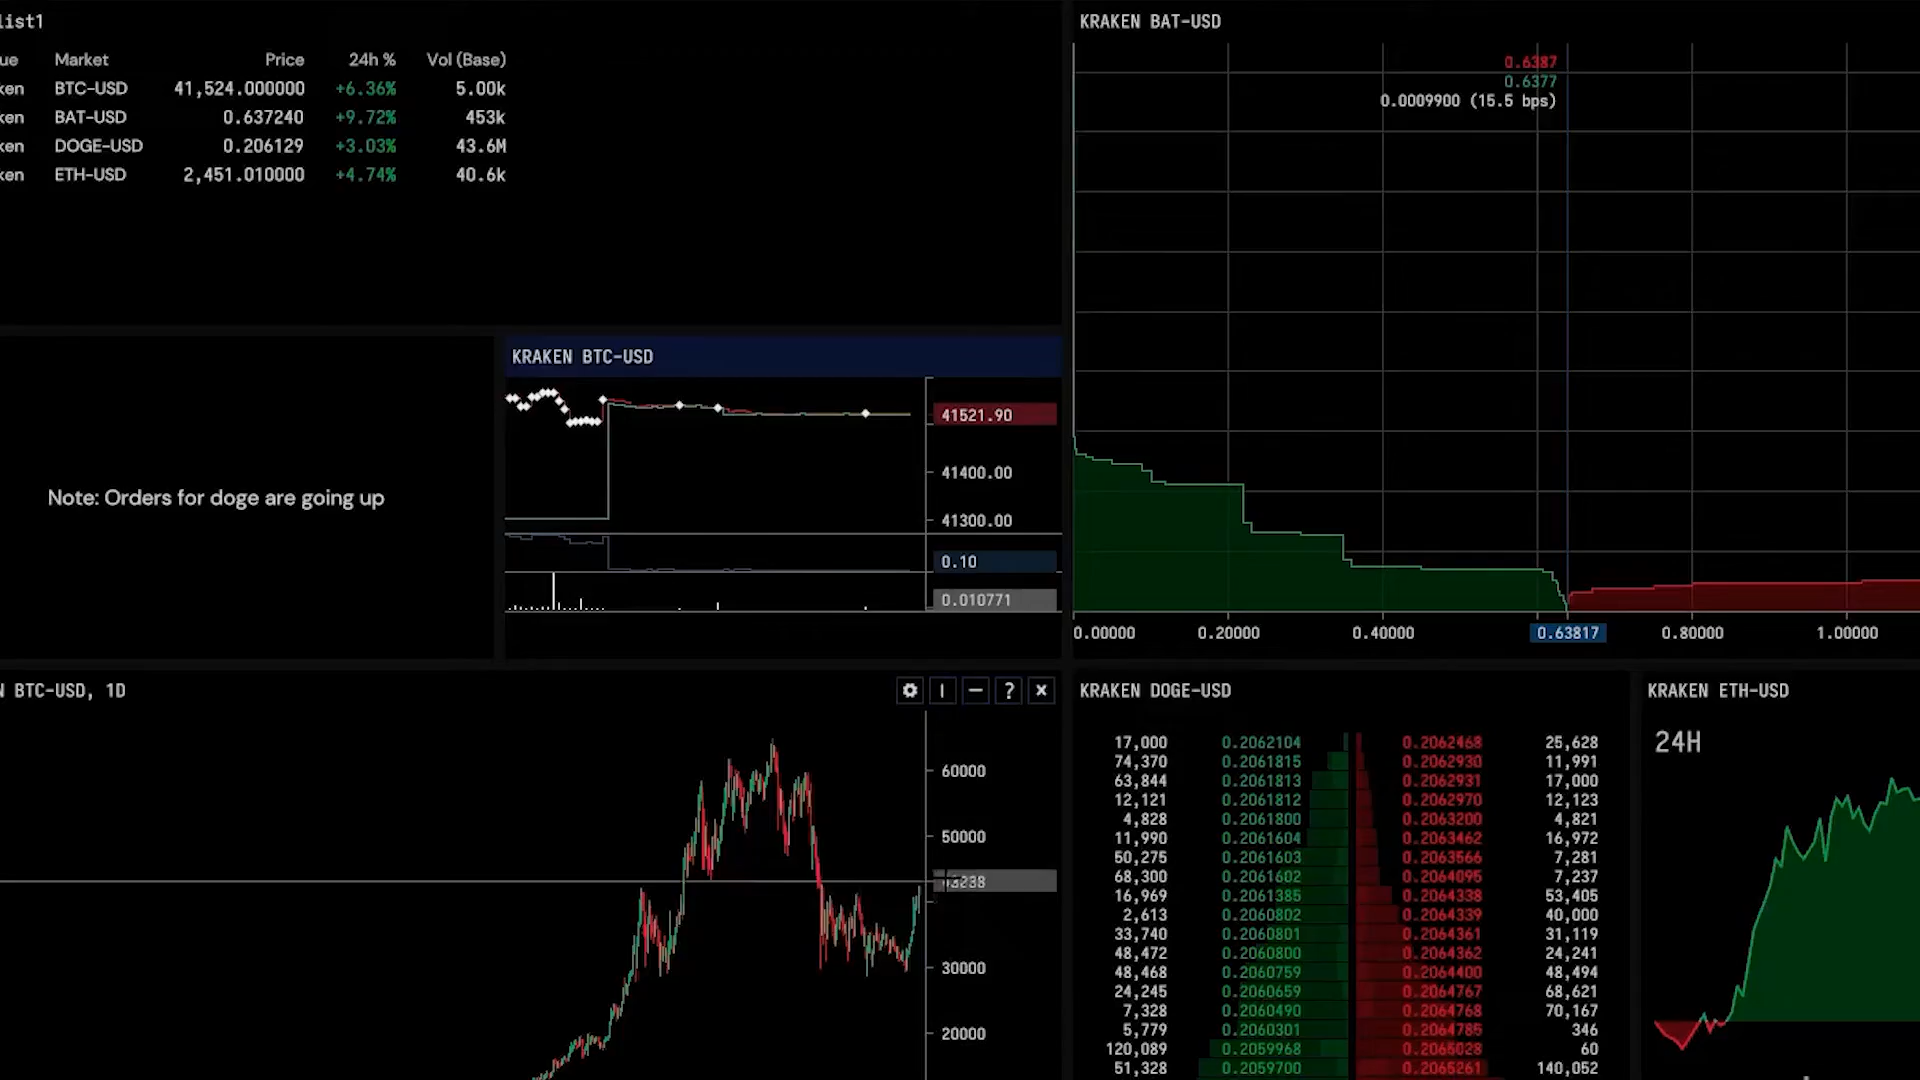 list1
ue Market Price 24h % Vol (Base)
ken BTC-USD 41,524.000000 +6.36% 5.00k
ken BAT-USD 0.637240 +9.72% 453k
ken DOGE-USD 0.206129 +3.03% 43.6M
ken ETH-USD 2,451.010000 +4.74% 40.6k
KRAKEN BAT-USD
0.6387
0.6377
0.0009900 (15.5 bps)
0.00000 0.20000 0.40000 0.63817 0.80000 1.00000
Note: Orders for doge are going up
KRAKEN BTC-USD
41521.90
41400.00
41300.00
0.10
0.010771
N BTC-USD, 1D
60000
50000
43238
30000
20000
KRAKEN DOGE-USD
17,000 0.2062104 0.2062468 25,628
74,370 0.2061815 0.2062930 11,991
63,844 0.2061813 0.2062931 17,000
12,121 0.2061812 0.2062970 12,123
4,828 0.2061800 0.2063200 4,821
11,990 0.2061604 0.2063462 16,972
50,275 0.2061603 0.2063566 7,281
68,300 0.2061602 0.2064095 7,237
16,969 0.2061385 0.2064338 53,405
2,613 0.2060802 0.2064339 40,000
33,740 0.2060801 0.2064361 31,119
48,472 0.2060800 0.2064362 24,241
48,468 0.2060759 0.2064400 48,494
24,245 0.2060659 0.2064767 68,621
7,328 0.2060490 0.2064768 70,167
5,779 0.2060301 0.2064785 346
120,089 0.2059968 0.2065028 60
51,328 0.2059700 0.2065261 140,052
KRAKEN ETH-USD
24H